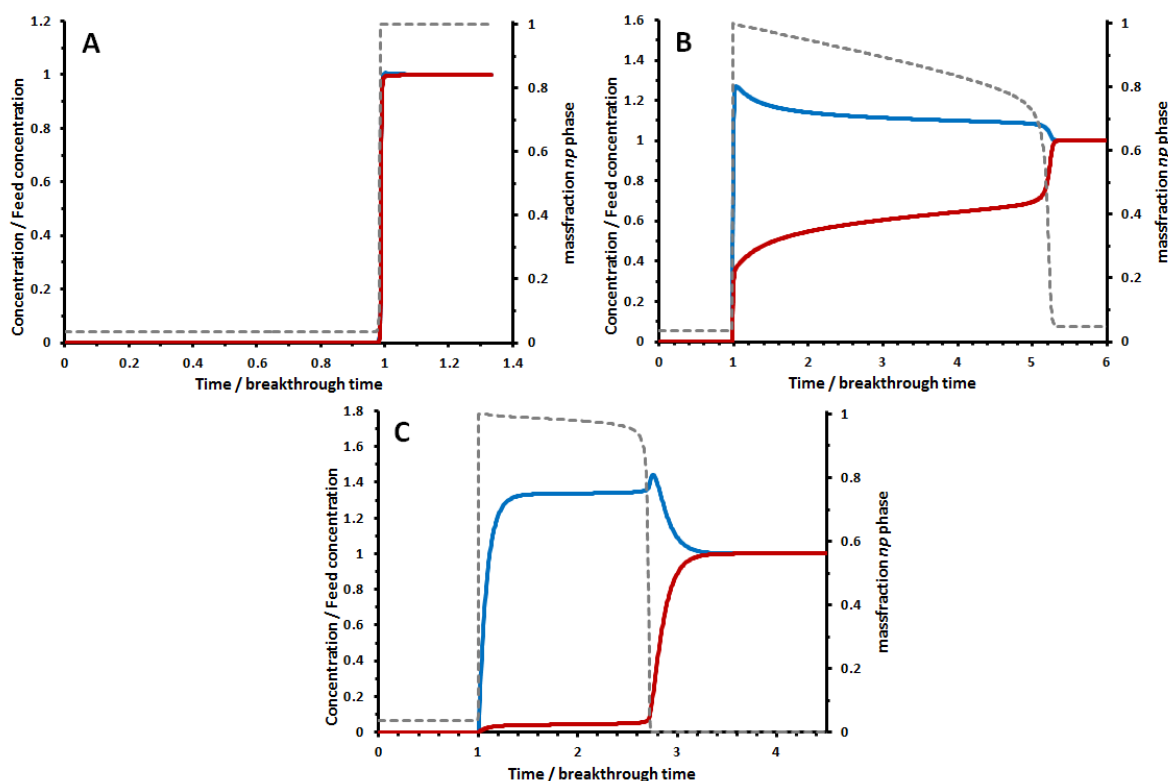 A
Concentration / Feed concentration
1.2
1
0.8
0.6
0.4
0.2
0
0 0.2 0.4 0.6 0.8 1 1.2 1.4
Time / breakthrough time
1
0.8
0.6
0.4
0.2
0
massfraction np phase
B
Concentration / Feed concentration
1.6
1.4
1.2
1.0
0.8
0.6
0.4
0.2
0
0 1 2 3 4 5 6
Time / breakthrough time
1
0.8
0.6
0.4
0.2
0
massfraction np phase
C
Concentration / Feed concentration
1.8
1.6
1.4
1.2
1
0.8
0.6
0.4
0.2
0
0 1 2 3 4
Time / breakthrough time
1
0.8
0.6
0.4
0.2
0
massfraction np phase